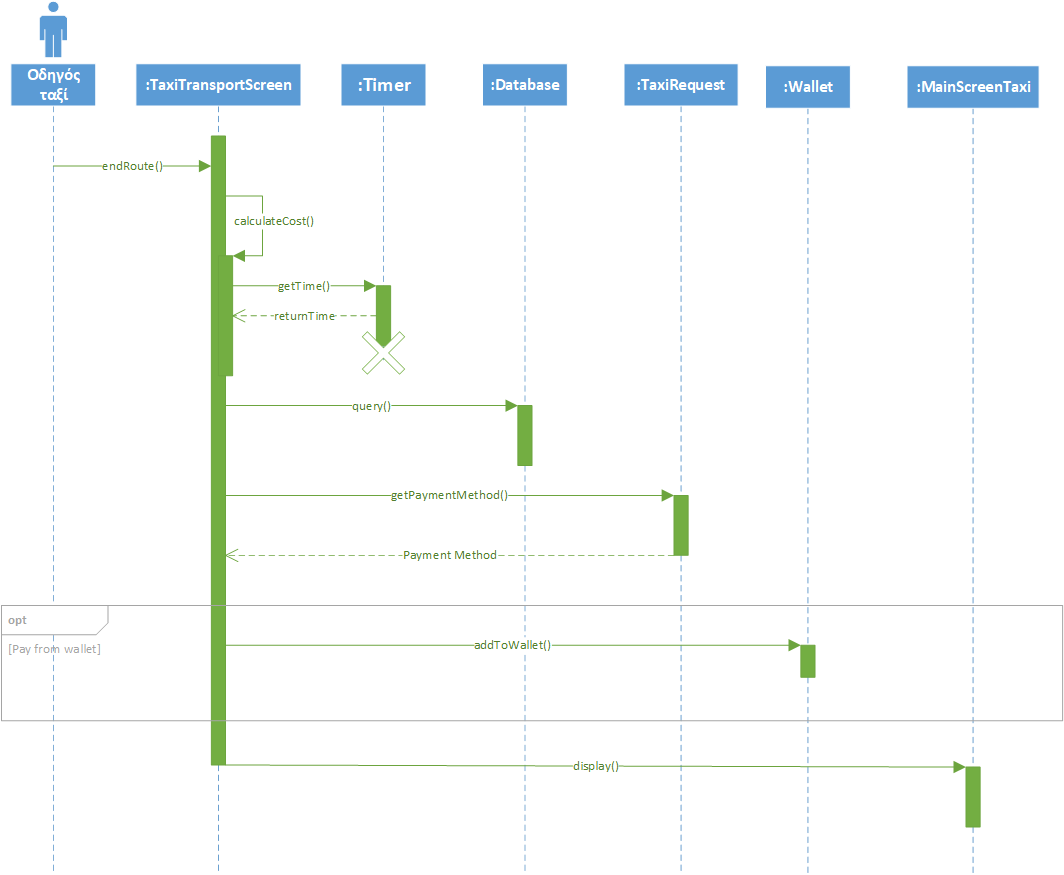 Οδηγός
ταξί
:TaxiTransportScreen
:Timer
:Database
:TaxiRequest
:Wallet
:MainScreenTaxi
endRoute()
calculateCost()
getTime()
returnTime
query()
getPaymentMethod()
Payment Method
opt
[Pay from wallet]
addToWallet()
display()